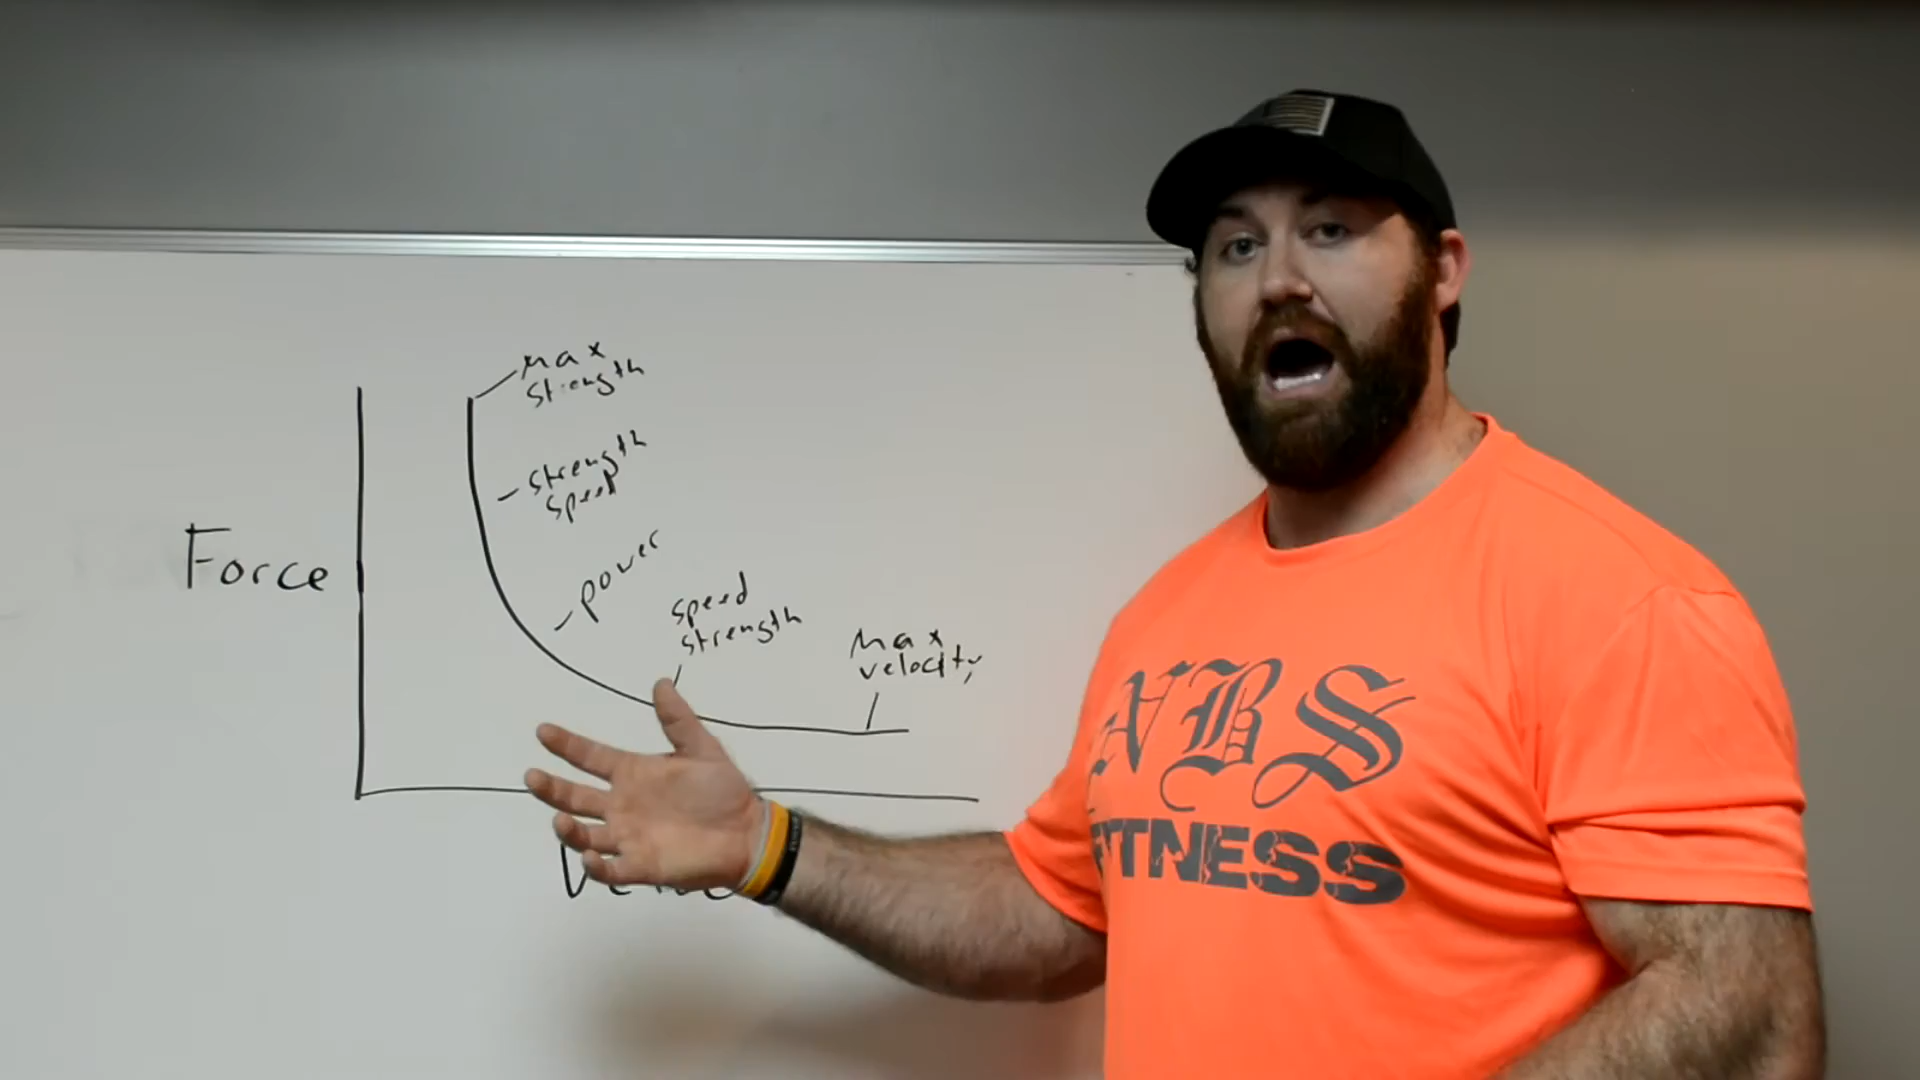 Max
strength
strength
speed
power
speed
strength
Max
velocity
Force
NBS
FITNESS